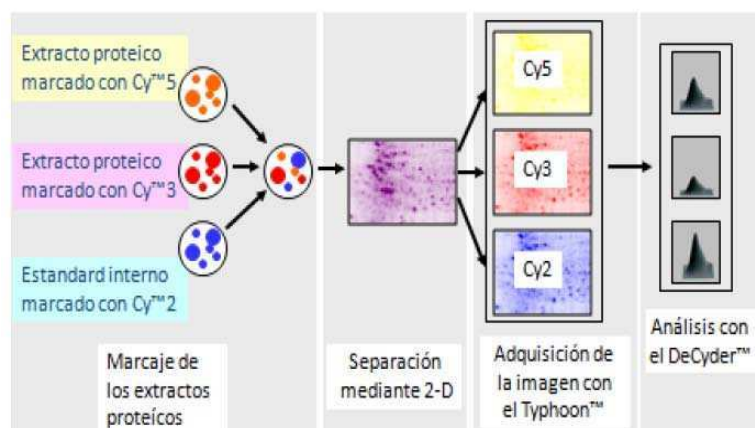 Extracto proteico
marcado con Cy™5
Extracto proteico
marcado con Cy™3
Estandard interno
marcado con Cy™2
Marcaje de
los extractos
proteícos
Separación
mediante 2-D
Cy5
Cy3
Cy2
Adquisición de
la imagen con
el Typhoon™
Análisis con
el DeCyder™